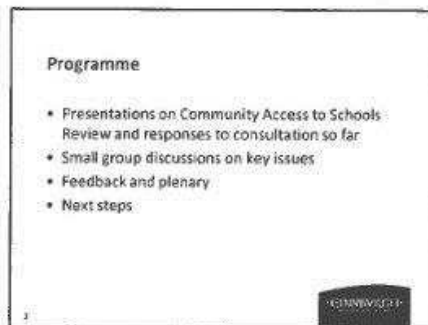 Programme
• Presentations on Community Access to Schools
Review and responses to consultation so far
• Small group discussions on key issues
• Feedback and plenary
• Next steps